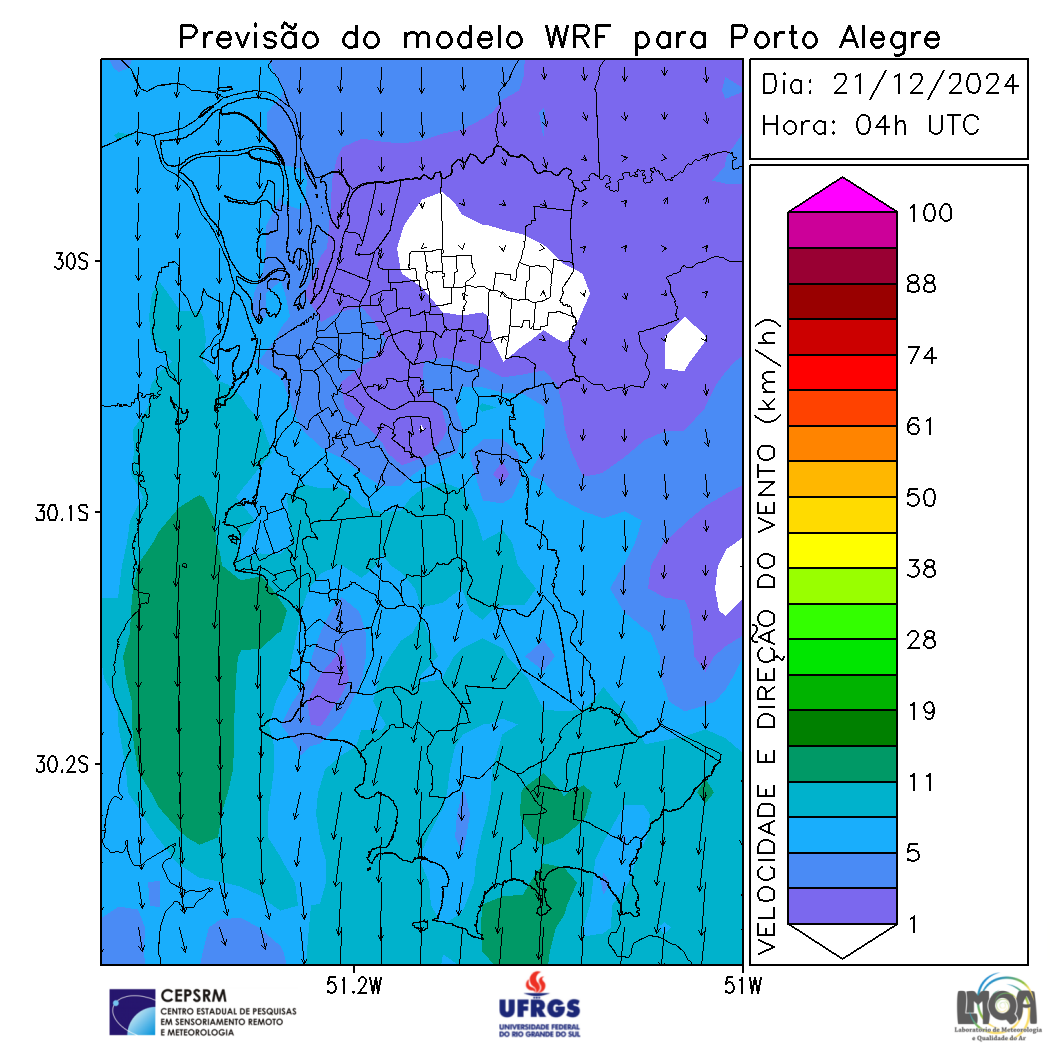 Previsão do modelo WRF para Porto Alegre
Dia: 21/12/2024
Hora: 04h UTC
30S
30.1S
30.2S
51.2W
51W
VELOCIDADE E DIREÇÃO DO VENTO (km/h)
100
88
74
61
50
38
28
19
11
5
1
CEPSRM
CENTRO ESTADUAL DE PESQUISAS
EM SENSORIAMENTO REMOTO
E METEOROLOGIA
UFRGS
UNIVERSIDADE FEDERAL
DO RIO GRANDE DO SUL
LMQA
Laboratório de Meteorologia
e Qualidade do Ar